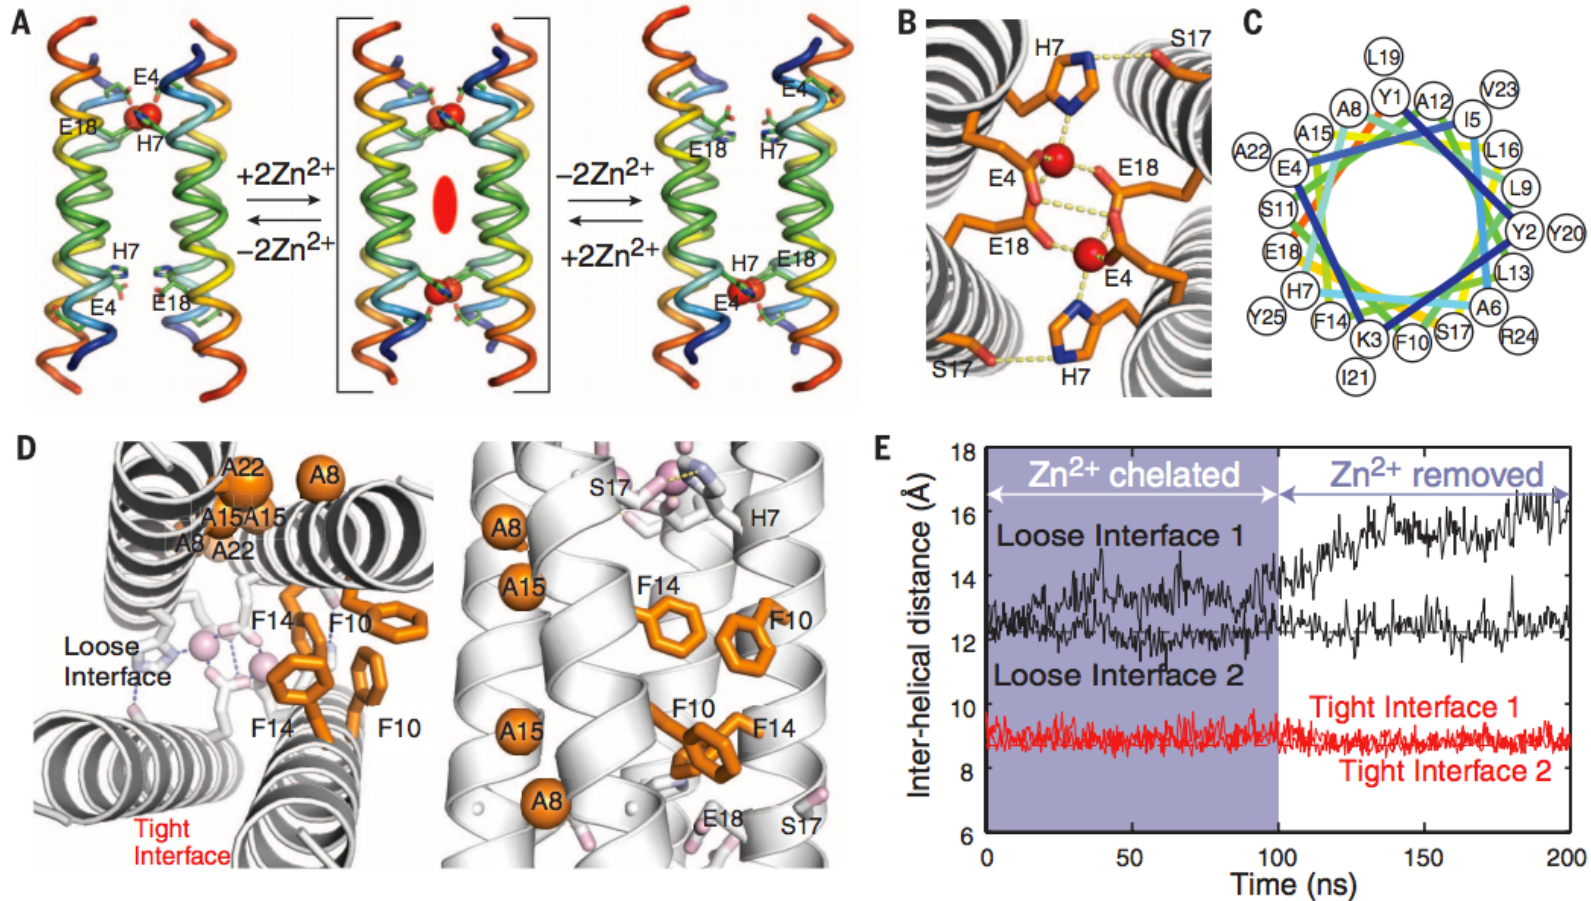 A
E4
E18
H7
H7
E4
E18
+2Zn2+
−2Zn2+
−2Zn2+
+2Zn2+
E4
E18
H7
H7
E18
E4
B
H7
S17
E4
E18
E18
E4
S17
H7
C
L19
Y1
A12
V23
A8
I5
A15
L16
A22
E4
L9
S11
Y2
Y20
E18
L13
H7
A6
Y25
F14
K3
F10
S17
R24
I21
D
A22
A8
A15
A15
A8
A22
F14
F10
Loose
Interface
F14
F10
Tight
Interface
S17
H7
A8
A15
F14
F10
A15
F10
F14
A8
E18
S17
E
18
16
14
12
10
8
6
Inter-helical distance (Å)
Zn2+ chelated
Zn2+ removed
Loose Interface 1
Loose Interface 2
Tight Interface 1
Tight Interface 2
0
50
100
150
200
Time (ns)